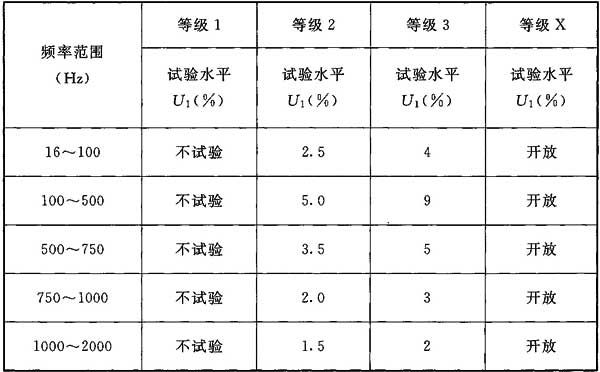 频率范围
(Hz)
等级 1
等级 2
等级 3
等级 X
试验水平
U1(%)
试验水平
U1(%)
试验水平
U1(%)
试验水平
U1(%)
16～100 不试验 2.5 4 开放
100～500 不试验 5.0 9 开放
500～750 不试验 3.5 5 开放
750～1000 不试验 2.0 3 开放
1000～2000 不试验 1.5 2 开放